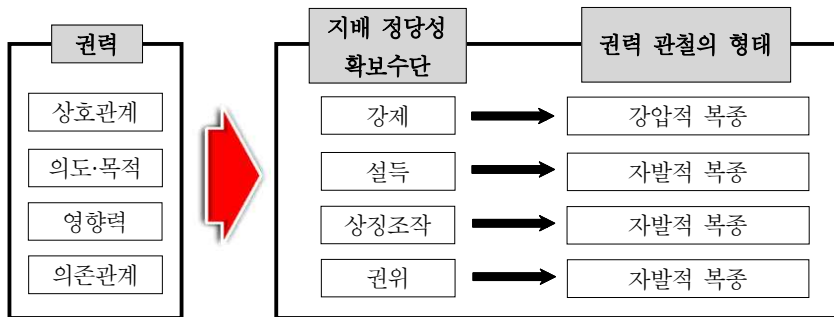 권력
상호관계
의도·목적
영향력
의존관계
지배 정당성
확보수단
권력 관철의 형태
강제
강압적 복종
설득
자발적 복종
상징조작
자발적 복종
권위
자발적 복종